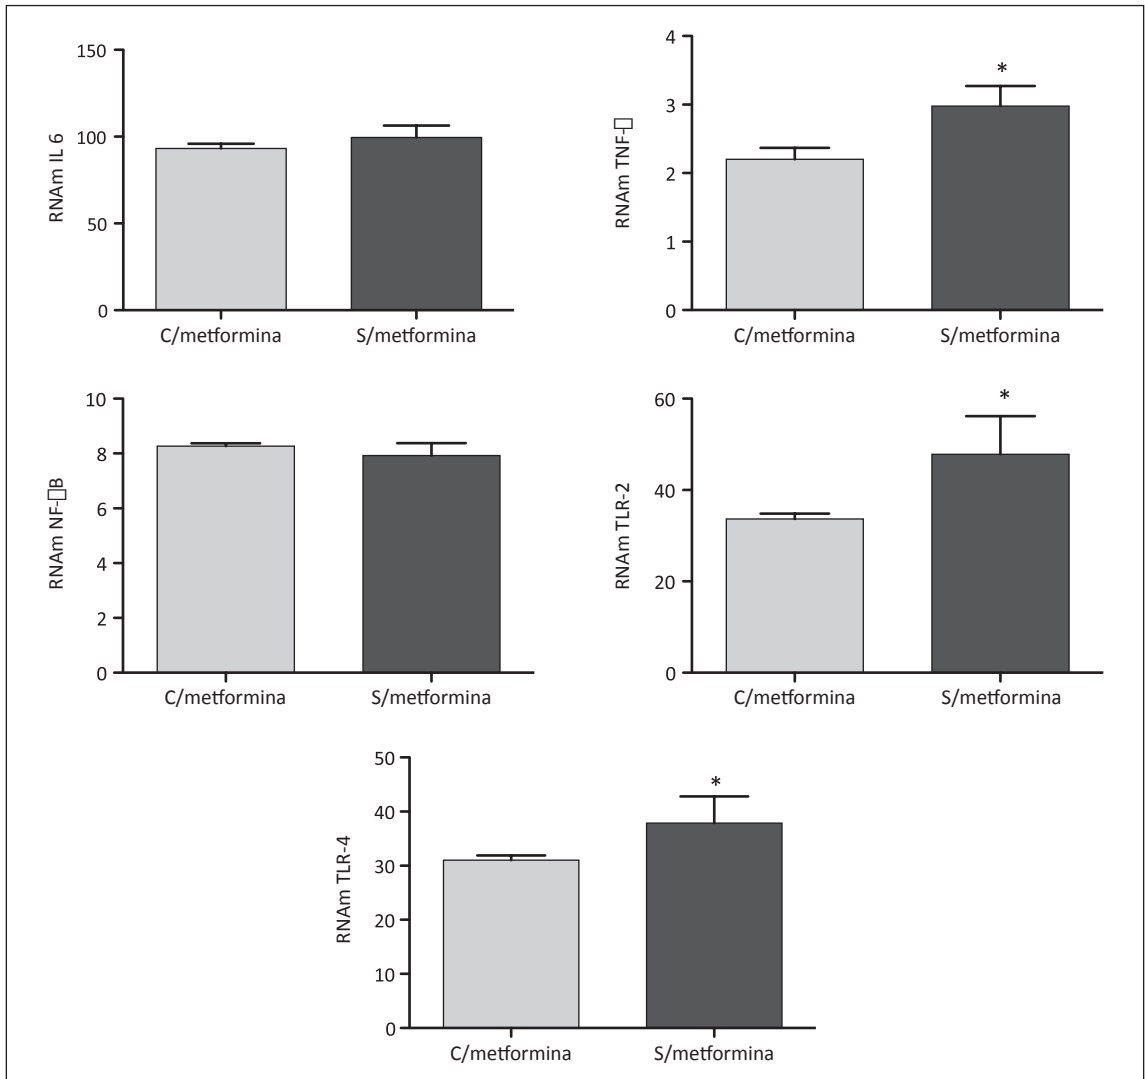 RNAm IL 6
150
100
50
0
C/metformina S/metformina
RNAm TNF-□
4
3
2
1
0
*
C/metformina S/metformina
RNAm NF-□B
10
8
6
4
2
0
C/metformina S/metformina
RNAm TLR-2
60
40
20
0
*
C/metformina S/metformina
RNAm TLR-4
50
40
30
20
10
0
*
C/metformina S/metformina